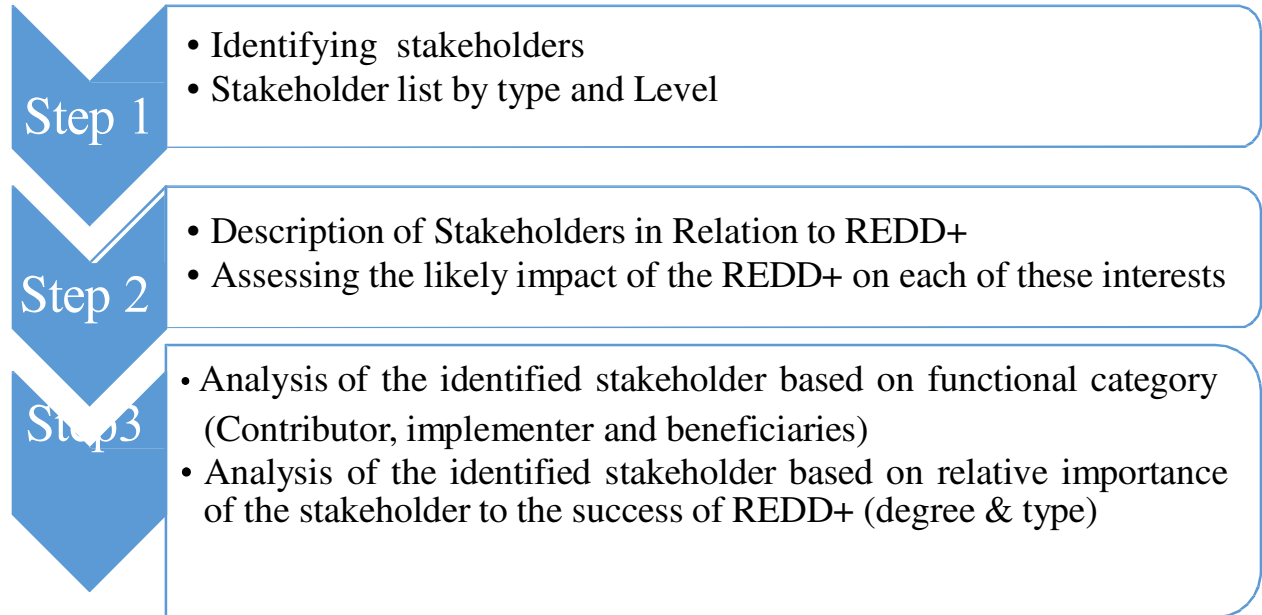 Step 1
• Identifying stakeholders
• Stakeholder list by type and Level
Step 2
• Description of Stakeholders in Relation to REDD+
• Assessing the likely impact of the REDD+ on each of these interests
Step3
• Analysis of the identified stakeholder based on functional category
(Contributor, implementer and beneficiaries)
• Analysis of the identified stakeholder based on relative importance
of the stakeholder to the success of REDD+ (degree & type)